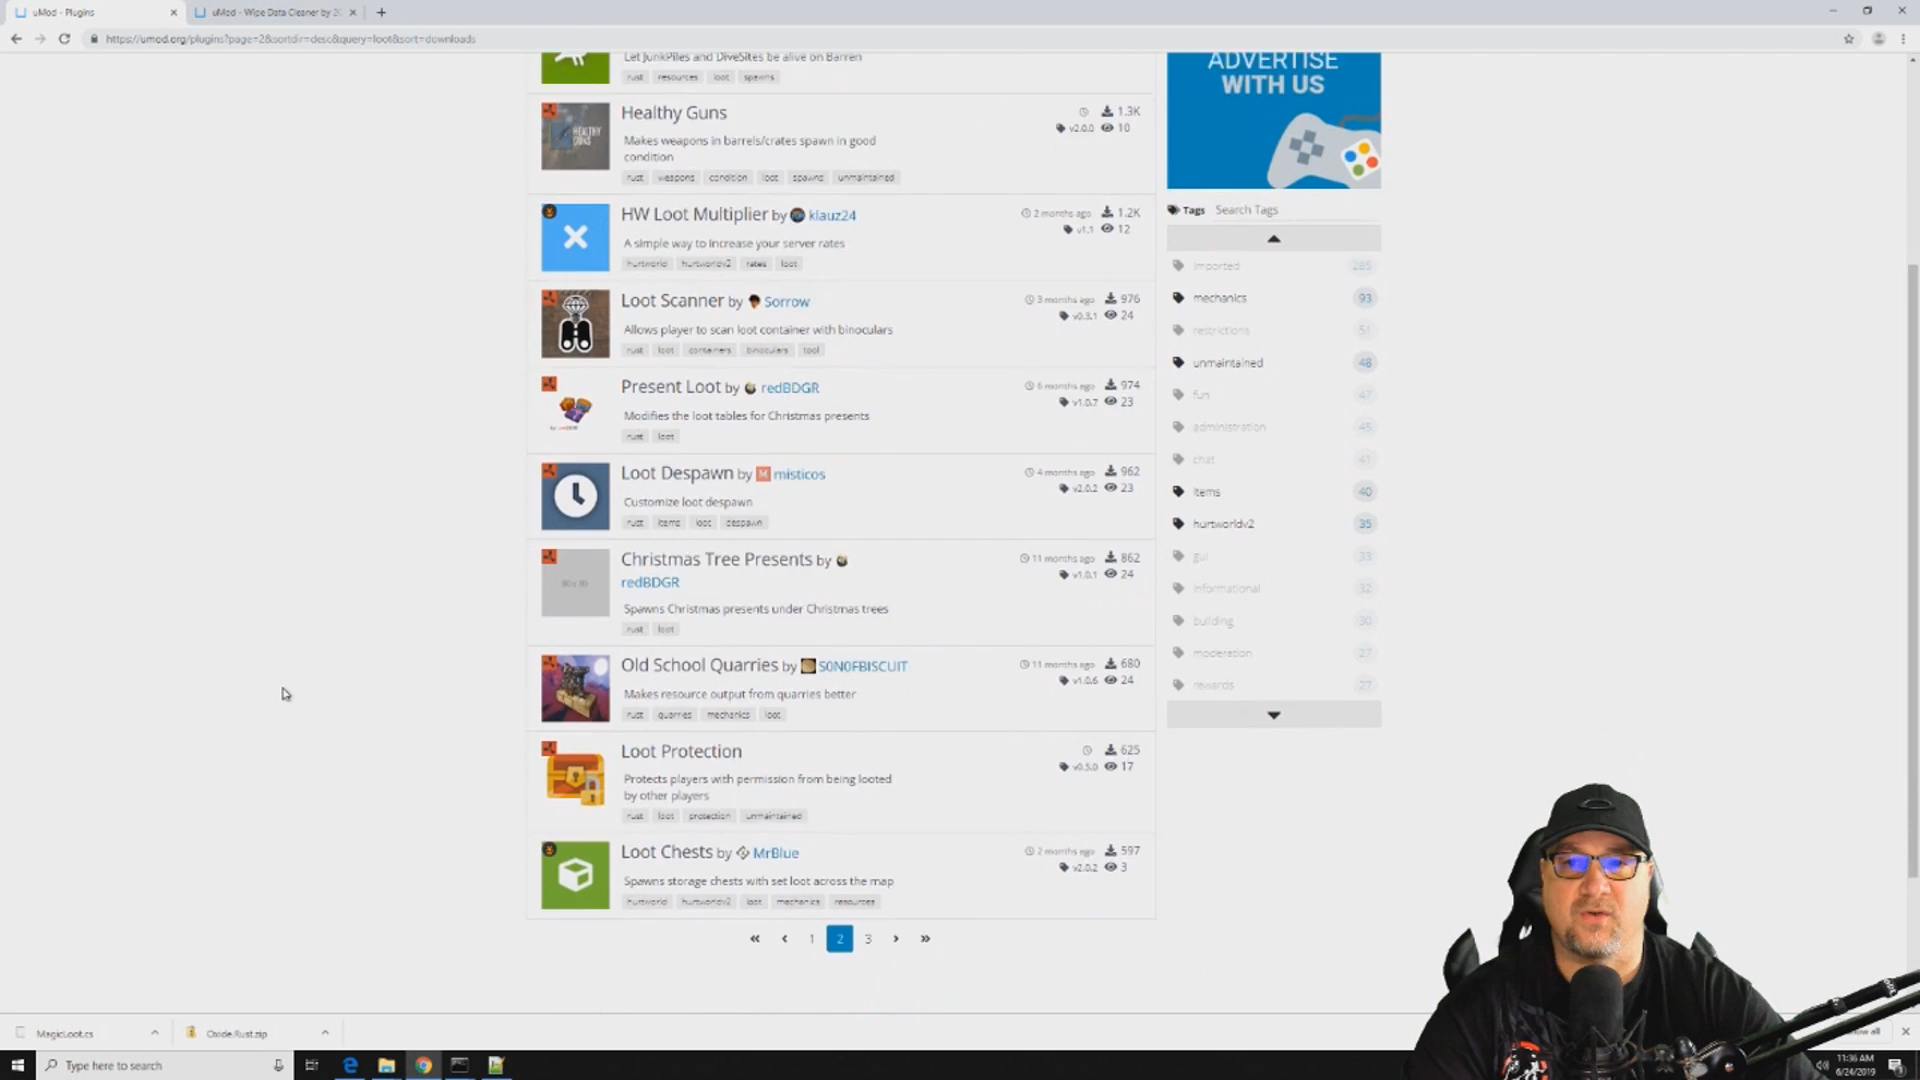 uMod - Plugins
uMod - Wipe Data Cleaner by 2
https://umod.org/plugins?page=2&sortdir=desc&query=loot&sort=downloads
Let JunkPiles and DiveSites be alive on Barren
rust resources loot spawns
ADVERTISE
WITH US
HEALTHY
GUNS
Healthy Guns
1.3K
v2.0.0 10
Makes weapons in barrels/crates spawn in good
condition
rust weapons condition loot spawns unmaintained
HW Loot Multiplier by klauz24
2 months ago 1.2K
v1.1 12
A simple way to increase your server rates
hurtworld hurtworldv2 rates loot
Loot Scanner by Sorrow
3 months ago 976
v0.3.1 24
Allows player to scan loot container with binoculars
rust loot containers binoculars tool
Present Loot by redBDGR
6 months ago 974
v1.0.7 23
Modifies the loot tables for Christmas presents
rust loot
Loot Despawn by misticos
4 months ago 962
v2.0.2 23
Customize loot despawn
rust items loot despawn
Christmas Tree Presents by
redBDGR
11 months ago 862
v1.0.1 24
Spawns Christmas presents under Christmas trees
rust loot
Old School Quarries by S0N0FBISCUIT
11 months ago 680
v1.0.6 24
Makes resource output from quarries better
rust quarries mechanics loot
Loot Protection
625
17
Protects players with permission from being looted
by other players
rust loot protection unmaintained
Loot Chests by MrBlue
2 months ago 597
v2.0.2 3
Spawns storage chests with set loot across the map
hurtworld hurtworldv2 loot mechanics resources
« ‹ 1 2 3 › »
Tags Search Tags
imported 265
mechanics 93
restrictions 51
unmaintained 48
fun 47
administration 45
chat 41
items 40
hurtworldv2 35
gui 33
informational 32
building 30
moderation 27
rewards 27
MagicLoot.cs
Oxide.Rust.zip
Type here to search
11:36 AM
6/24/2019